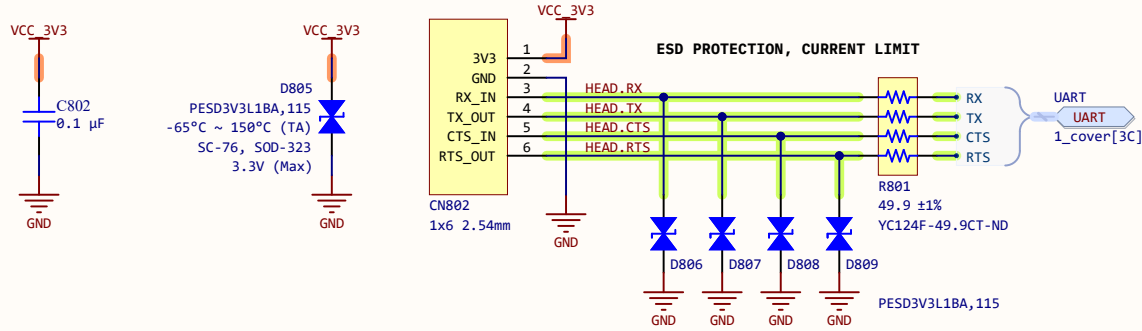 VCC_3V3
C802
0.1 µF
GND
VCC_3V3
D805
PESD3V3L1BA,115
-65°C ~ 150°C (TA)
SC-76, SOD-323
3.3V (Max)
GND
VCC_3V3
ESD PROTECTION, CURRENT LIMIT
3V3 1
GND 2
RX_IN 3 HEAD.RX
TX_OUT 4 HEAD.TX
CTS_IN 5 HEAD.CTS
RTS_OUT 6 HEAD.RTS
CN802
1x6 2.54mm
GND
RX
TX
CTS
RTS
UART
UART
1_cover[3C]
R801
49.9 ±1%
YC124F-49.9CT-ND
D806
D807
D808
D809
GND
GND
GND
GND
PESD3V3L1BA,115